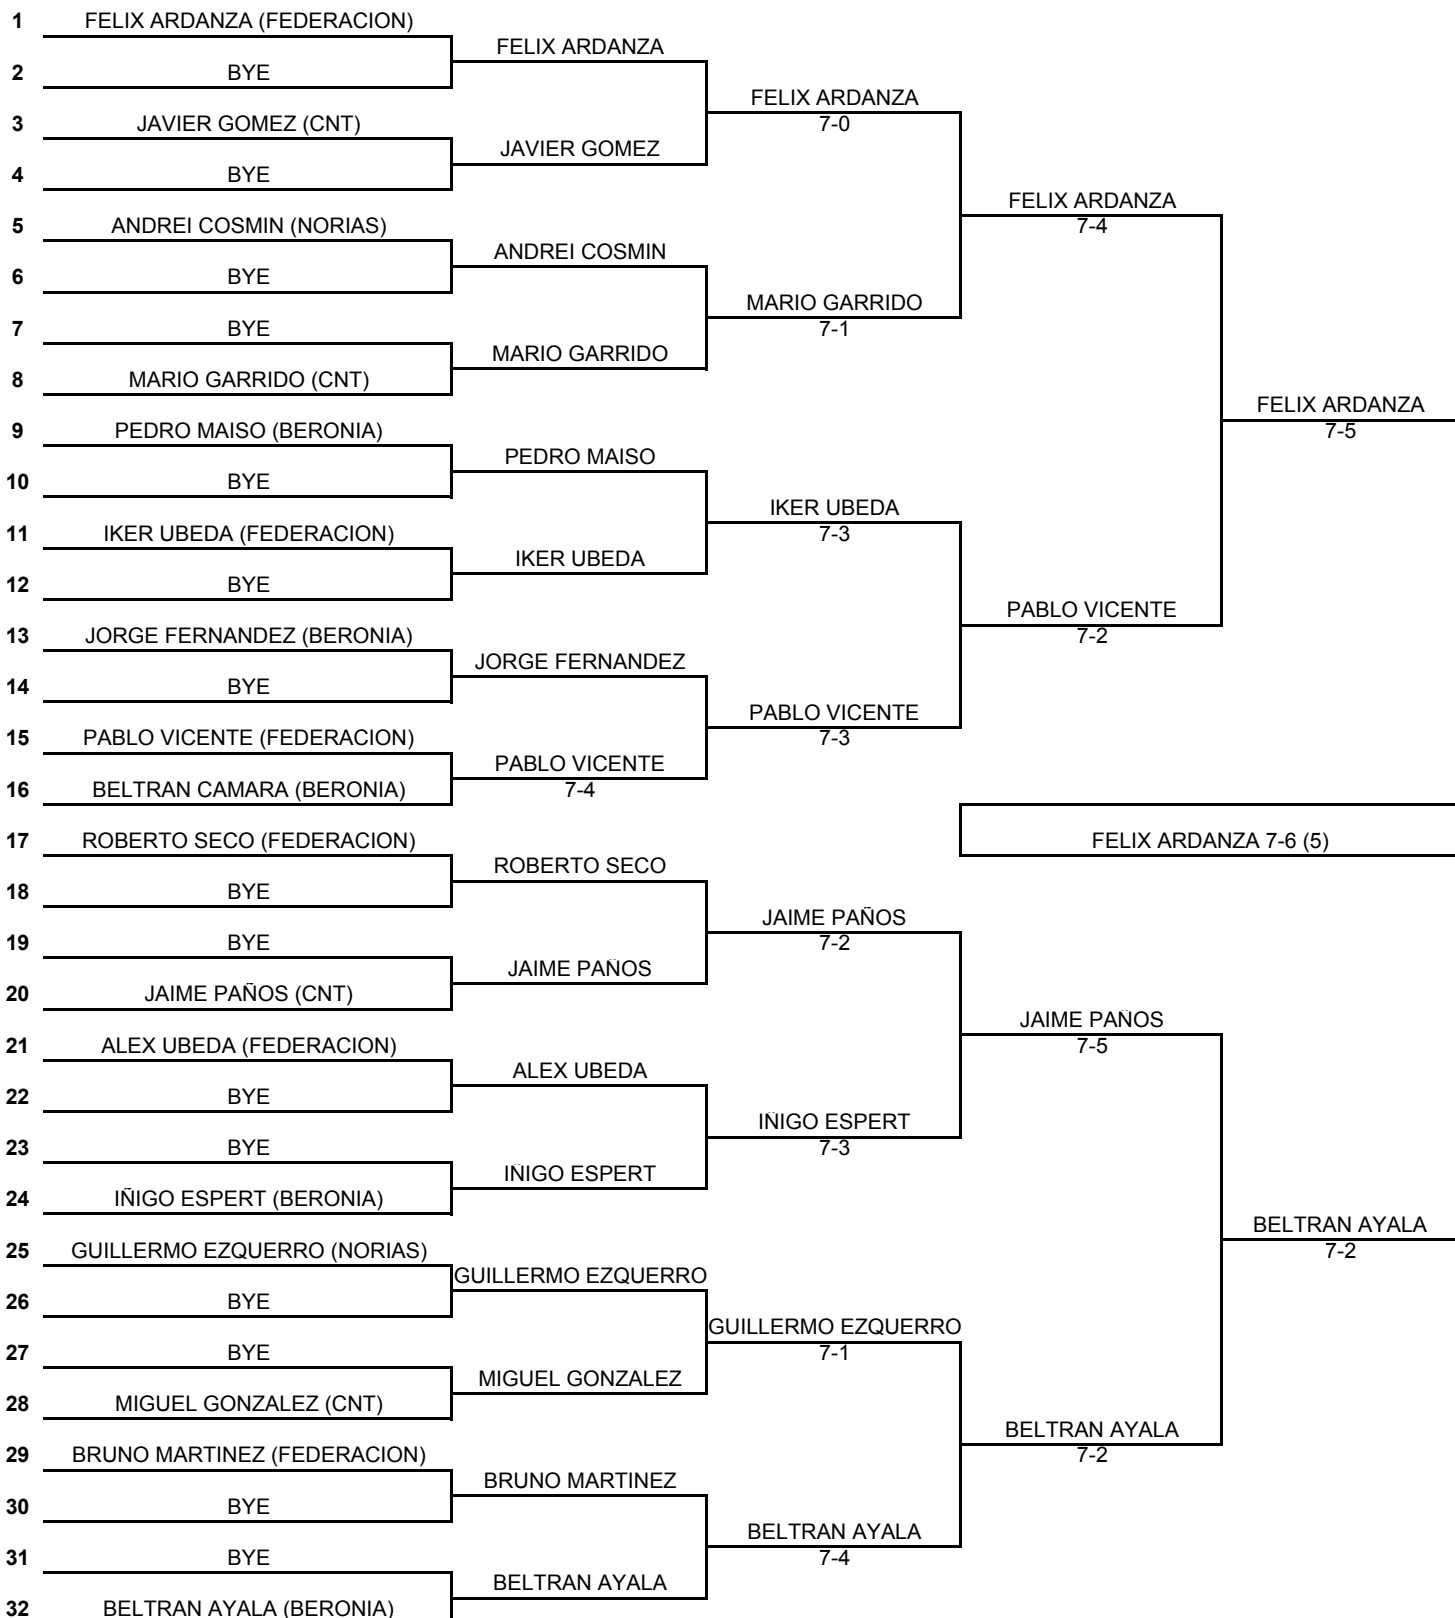 1 FELIX ARDANZA (FEDERACION)
FELIX ARDANZA
2 BYE
FELIX ARDANZA
7-0
3 JAVIER GOMEZ (CNT)
JAVIER GOMEZ
4 BYE
FELIX ARDANZA
7-4
5 ANDREI COSMIN (NORIAS)
ANDREI COSMIN
6 BYE
MARIO GARRIDO
7-1
7 BYE
MARIO GARRIDO
8 MARIO GARRIDO (CNT)
FELIX ARDANZA
7-5
9 PEDRO MAISO (BERONIA)
PEDRO MAISO
10 BYE
IKER UBEDA
7-3
11 IKER UBEDA (FEDERACION)
IKER UBEDA
12 BYE
PABLO VICENTE
7-2
13 JORGE FERNANDEZ (BERONIA)
JORGE FERNANDEZ
14 BYE
PABLO VICENTE
7-3
15 PABLO VICENTE (FEDERACION)
PABLO VICENTE
7-4
16 BELTRAN CAMARA (BERONIA)
17 ROBERTO SECO (FEDERACION)
FELIX ARDANZA 7-6 (5)
ROBERTO SECO
18 BYE
JAIME PAÑOS
7-2
19 BYE
JAIME PAÑOS
20 JAIME PAÑOS (CNT)
JAIME PAÑOS
7-5
21 ALEX UBEDA (FEDERACION)
ALEX UBEDA
22 BYE
IÑIGO ESPERT
7-3
23 BYE
IÑIGO ESPERT
24 IÑIGO ESPERT (BERONIA)
BELTRAN AYALA
7-2
25 GUILLERMO EZQUERRO (NORIAS)
GUILLERMO EZQUERRO
26 BYE
GUILLERMO EZQUERRO
7-1
27 BYE
MIGUEL GONZALEZ
28 MIGUEL GONZALEZ (CNT)
BELTRAN AYALA
7-2
29 BRUNO MARTINEZ (FEDERACION)
BRUNO MARTINEZ
30 BYE
BELTRAN AYALA
7-4
31 BYE
BELTRAN AYALA
32 BELTRAN AYALA (BERONIA)